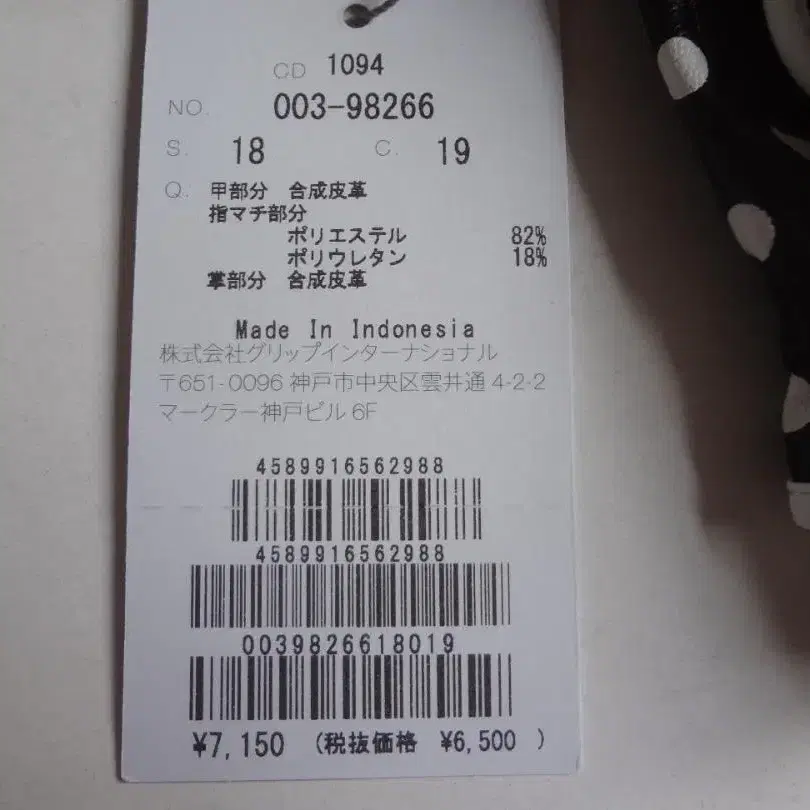 CD 1094
NO. 003-98266
S. 18 C. 19
Q. 甲部分 合成皮革
指マチ部分
ポリエステル 82%
ポリウレタン 18%
掌部分 合成皮革
Made In Indonesia
株式会社グリップインターナショナル
〒651-0096 神戸市中央区雲井通 4-2-2
マークラー神戸ビル 6F
4589916562988
4589916562988
0039826618019
¥7,150 (税抜価格 ¥6,500 )